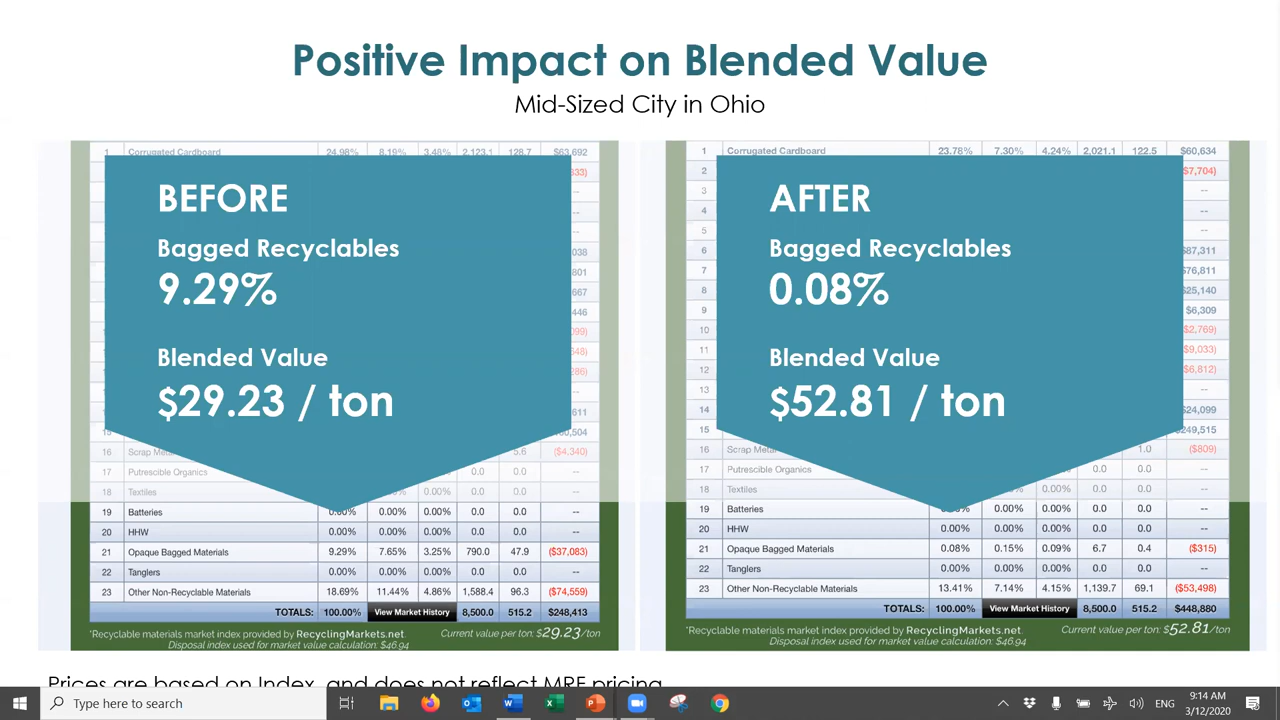 Positive Impact on Blended Value
Mid-Sized City in Ohio
1 Corrugated Cardboard 24.98% 8.19% 3.48% 2,123.1 128.7 $63,692
BEFORE
Bagged Recyclables
9.29%
Blended Value
$29.23 / ton
16 5.6 ($4,340)
17 Putrescible Organics 0.0 0.0 --
18 Textiles 0.00% 0.0 0.0 --
19 Batteries 0.00% 0.00% 0.00% 0.0 0.0 --
20 HHW 0.00% 0.00% 0.00% 0.0 0.0 --
21 Opaque Bagged Materials 9.29% 7.65% 3.25% 790.0 47.9 ($37,083)
22 Tanglers 0.00% 0.00% 0.00% 0.0 0.0 --
23 Other Non-Recyclable Materials 18.69% 11.44% 4.86% 1,588.4 96.3 ($74,559)
TOTALS: 100.00% View Market History 8,500.0 515.2 $248,413
*Recyclable materials market index provided by RecyclingMarkets.net. Current value per ton: $29.23/ton
Disposal index used for market value calculation: $46.94
1 Corrugated Cardboard 23.78% 7.30% 4.24% 2,021.1 122.5 $60,634
2 ($7,704)
3 --
4 --
5 --
6 $87,311
7 $76,811
8 $25,140
9 $6,309
10
11
12
13 --
14 $24,099
15
AFTER
Bagged Recyclables
0.08%
Blended Value
$52.81 / ton
16 1.0 ($809)
17 Putrescible Organics 0.0 0.0 --
18 Textiles 0.00% 0.0 0.0 --
19 Batteries 0.00% 0.00% 0.0 0.0 --
20 HHW 0.00% 0.00% 0.00% 0.0 0.0 --
21 Opaque Bagged Materials 0.08% 0.15% 0.09% 6.7 0.4 ($315)
22 Tanglers 0.00% 0.00% 0.00% 0.0 0.0 --
23 Other Non-Recyclable Materials 13.41% 7.14% 4.15% 1,139.7 69.1 ($53,498)
TOTALS: 100.00% View Market History 8,500.0 515.2 $448,880
*Recyclable materials market index provided by RecyclingMarkets.net. Current value per ton: $52.81/ton
Disposal index used for market value calculation: $46.94
Prices are based on Index, and does not reflect MRF pricing
Type here to search
ENG
9:14 AM
3/12/2020